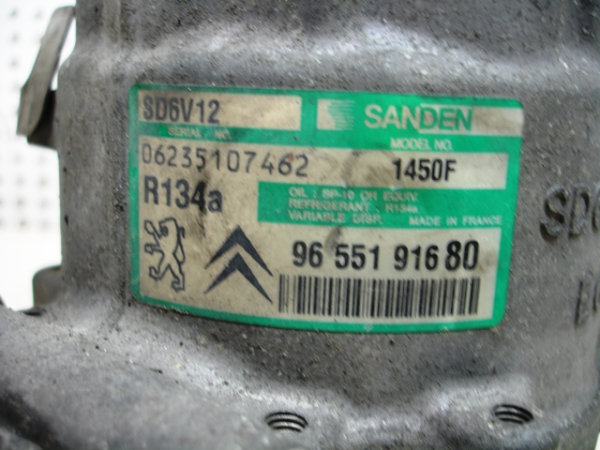 SD6V12
SANDEN
SERIAL NO.
MODEL NO.
06235107462
1450F
R134a
OIL : SP-10 OR EQUIV.
REFRIGERANT : R134a
VARIABLE DISP. MADE IN FRANCE
96 551 916 80
SD6